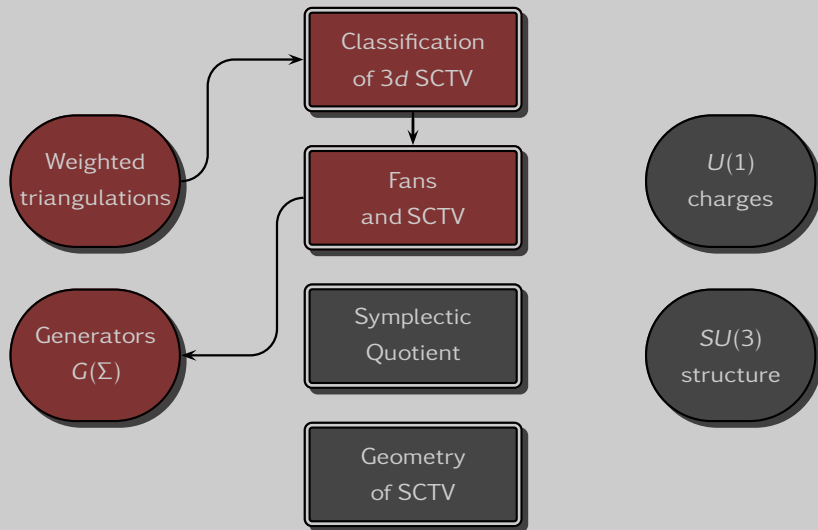 Classification
of 3d SCTV
Weighted
triangulations
Fans
and SCTV
U(1)
charges
Generators
G(Σ)
Symplectic
Quotient
SU(3)
structure
Geometry
of SCTV